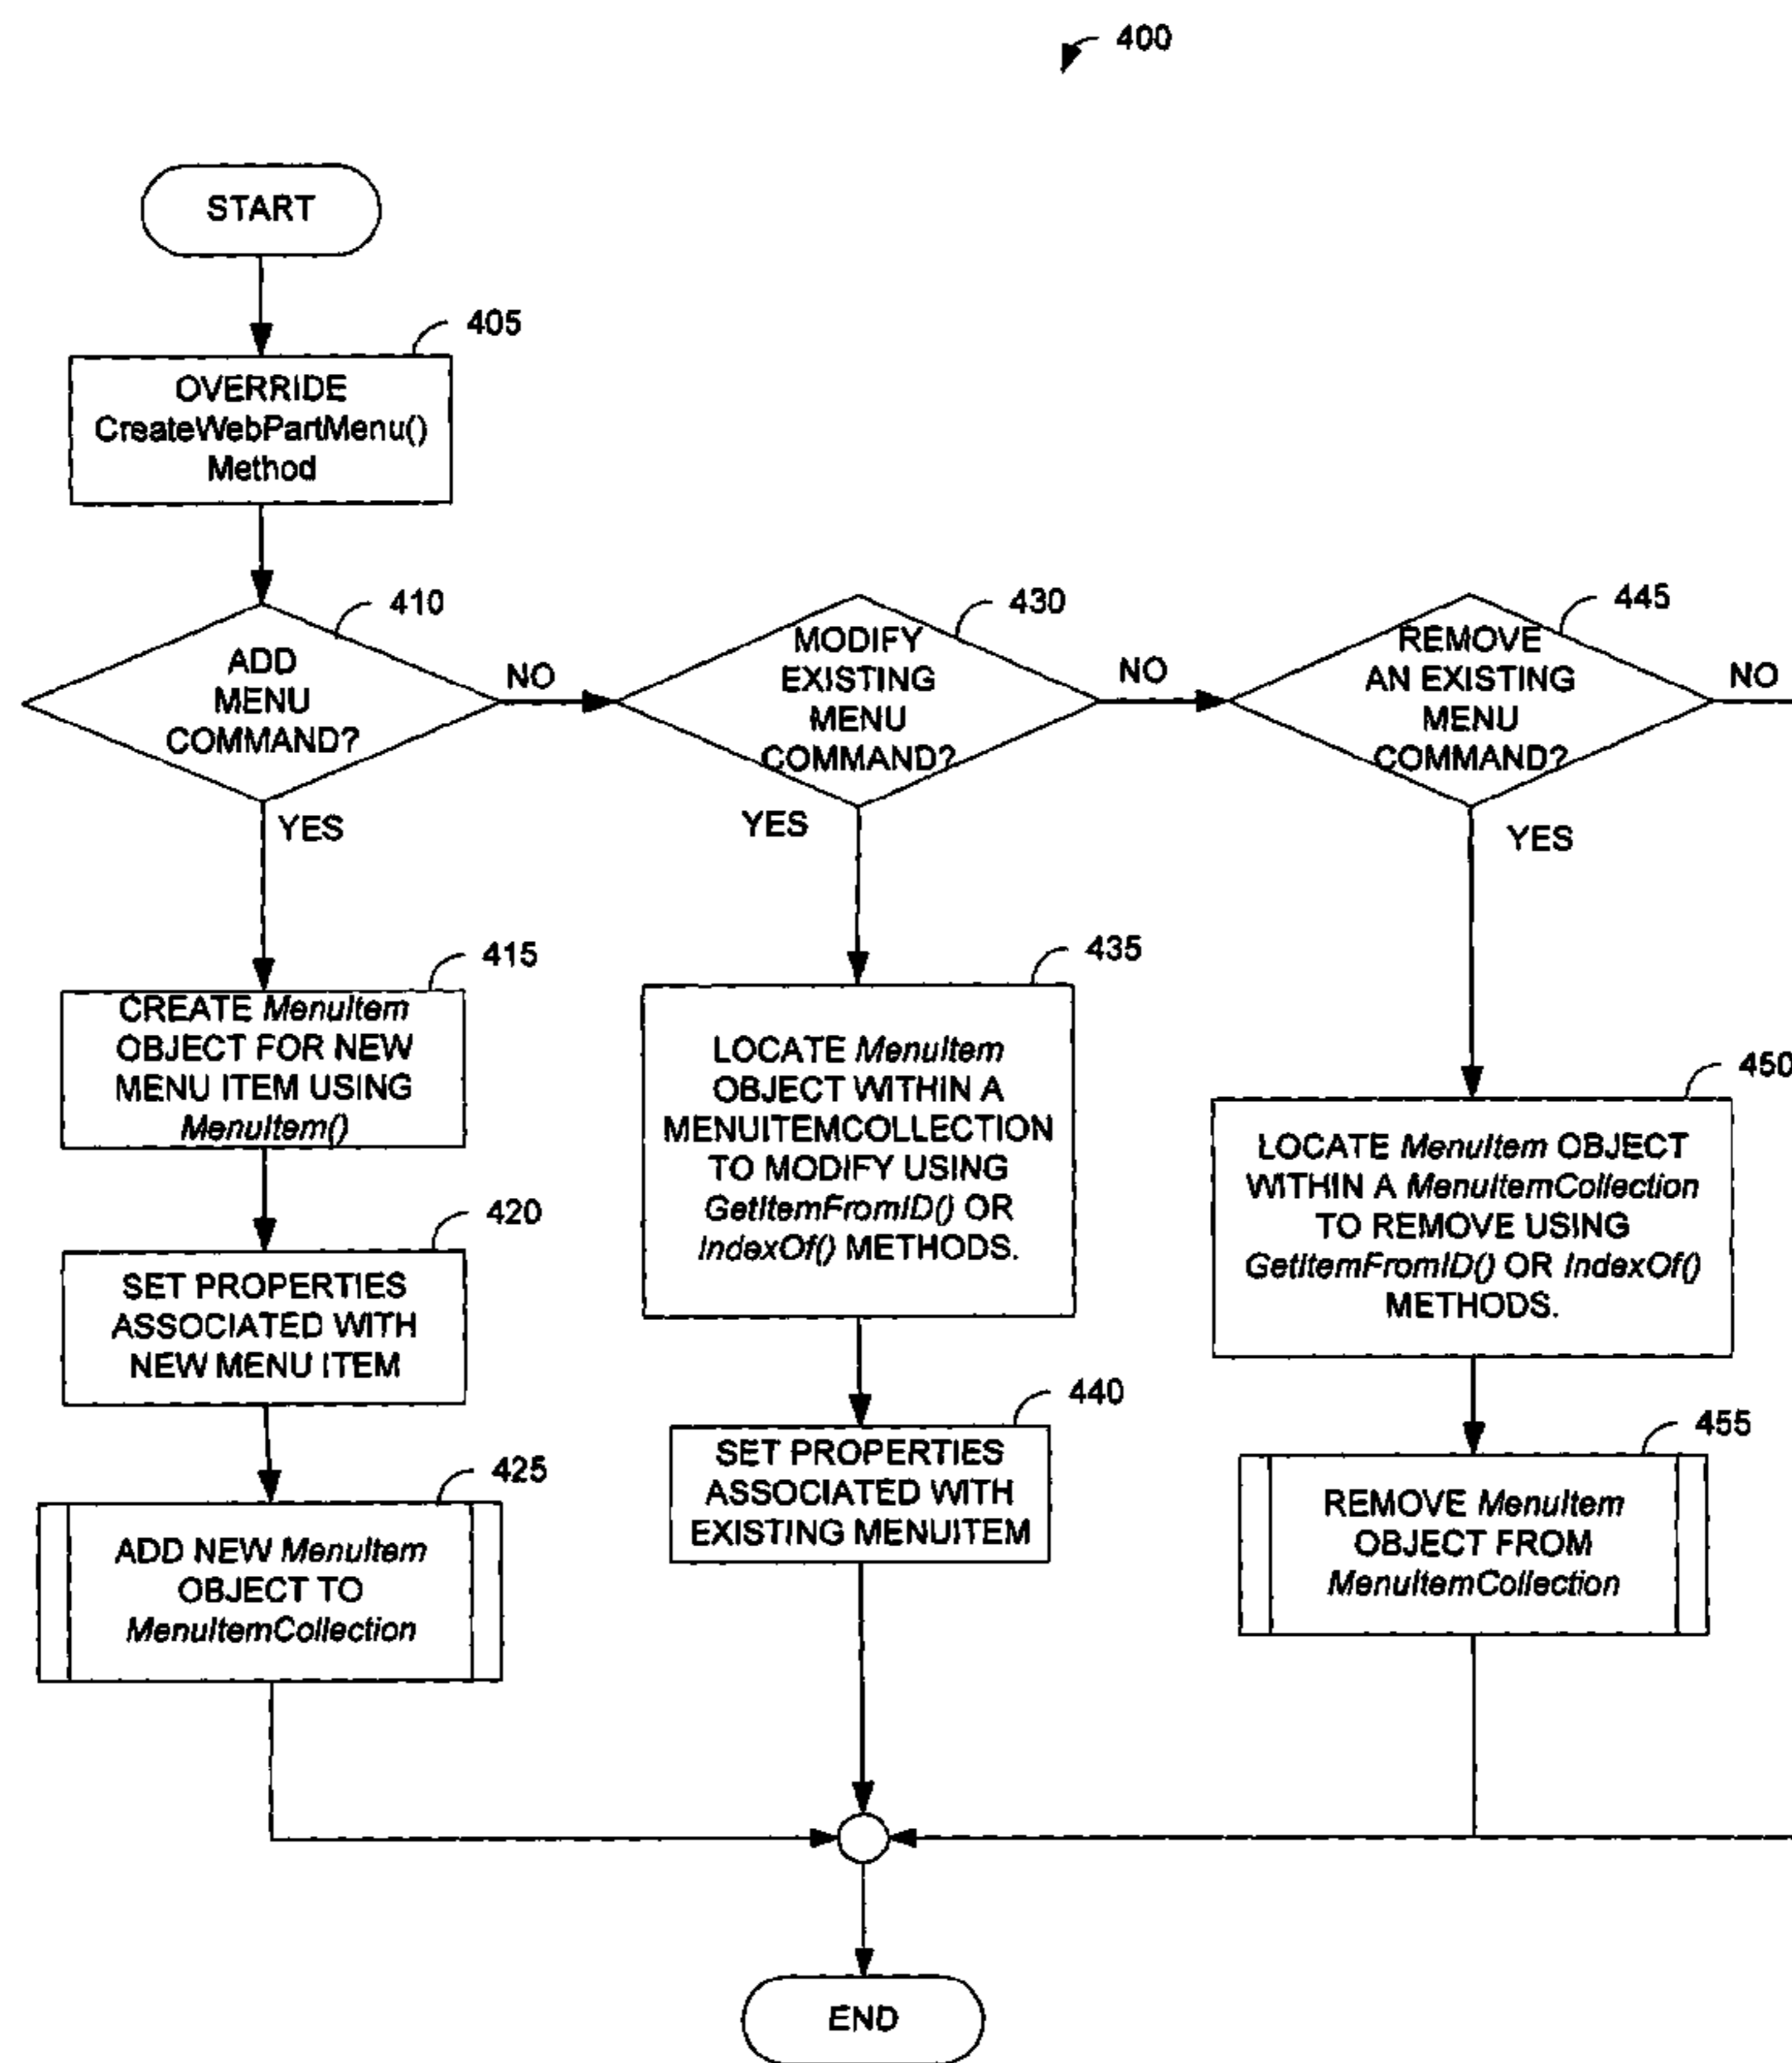 400
START
405
OVERRIDE
CreateWebPartMenu()
Method
410
ADD
MENU
COMMAND?
NO
YES
430
MODIFY
EXISTING
MENU
COMMAND?
NO
YES
445
REMOVE
AN EXISTING
MENU
COMMAND?
NO
YES
415
CREATE MenuItem
OBJECT FOR NEW
MENU ITEM USING
MenuItem()
420
SET PROPERTIES
ASSOCIATED WITH
NEW MENU ITEM
425
ADD NEW MenuItem
OBJECT TO
MenuItemCollection
435
LOCATE MenuItem
OBJECT WITHIN A
MENUITEMCOLLECTION
TO MODIFY USING
GetItemFromID() OR
IndexOf() METHODS.
440
SET PROPERTIES
ASSOCIATED WITH
EXISTING MENUITEM
450
LOCATE MenuItem OBJECT
WITHIN A MenuItemCollection
TO REMOVE USING
GetItemFromID() OR IndexOf()
METHODS.
455
REMOVE MenuItem
OBJECT FROM
MenuItemCollection
END